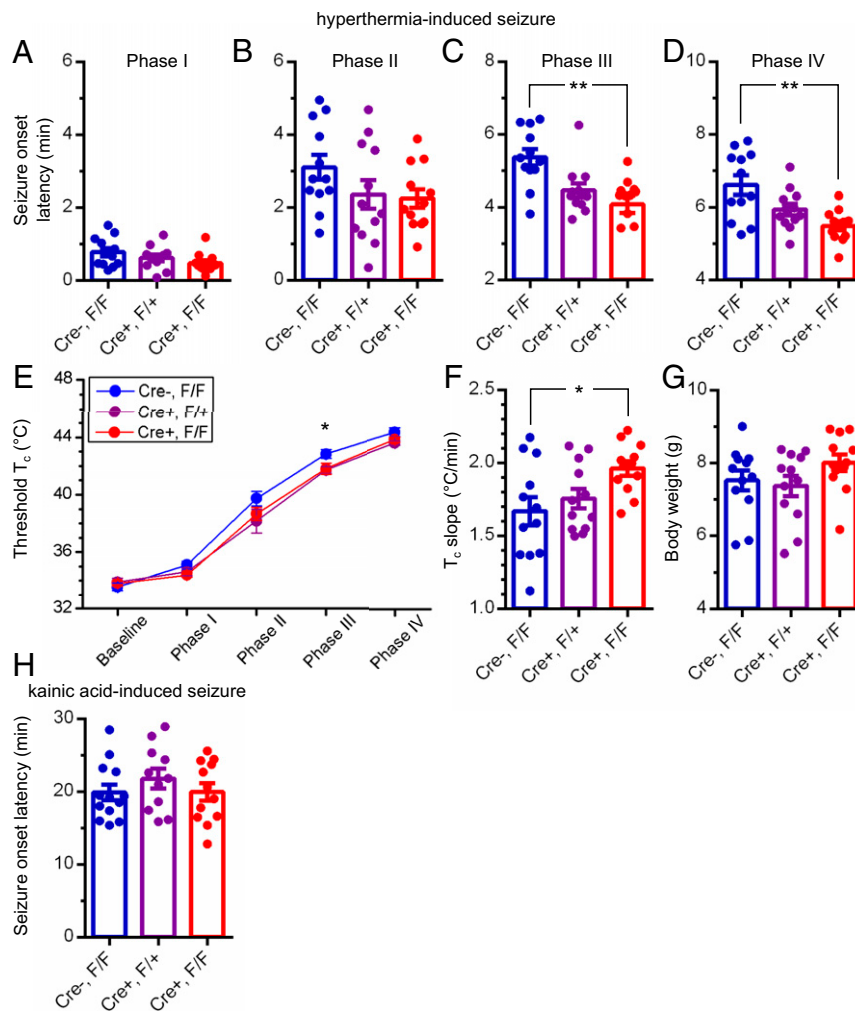 hyperthermia-induced seizure
A
Phase I
B
Phase II
C
Phase III
D
Phase IV
Seizure onset
latency (min)
6
4
2
0
Cre-, F/F
Cre+, F/+
Cre+, F/F
6
4
2
0
Cre-, F/F
Cre+, F/+
Cre+, F/F
**
8
6
4
2
Cre-, F/F
Cre+, F/+
Cre+, F/F
**
10
8
6
4
Cre-, F/F
Cre+, F/+
Cre+, F/F
E
Threshold Tc (°C)
48
44
40
36
32
Cre-, F/F
Cre+, F/+
Cre+, F/F
*
Baseline
Phase I
Phase II
Phase III
Phase IV
F
Tc slope (°C/min)
2.5
2.0
1.5
1.0
*
Cre-, F/F
Cre+, F/+
Cre+, F/F
G
Body weight (g)
10
8
6
4
Cre-, F/F
Cre+, F/+
Cre+, F/F
H
kainic acid-induced seizure
Seizure onset latency (min)
30
20
10
0
Cre-, F/F
Cre+, F/+
Cre+, F/F